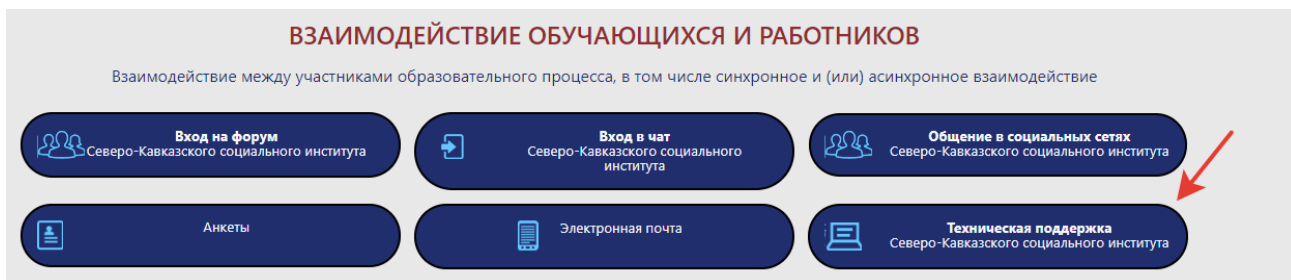 ВЗАИМОДЕЙСТВИЕ ОБУЧАЮЩИХСЯ И РАБОТНИКОВ
Взаимодействие между участниками образовательного процесса, в том числе синхронное и (или) асинхронное взаимодействие
Вход на форум
Северо-Кавказского социального института
Вход в чат
Северо-Кавказского социального
института
Общение в социальных сетях
Северо-Кавказского социального института
Анкеты
Электронная почта
Техническая поддержка
Северо-Кавказского социального института